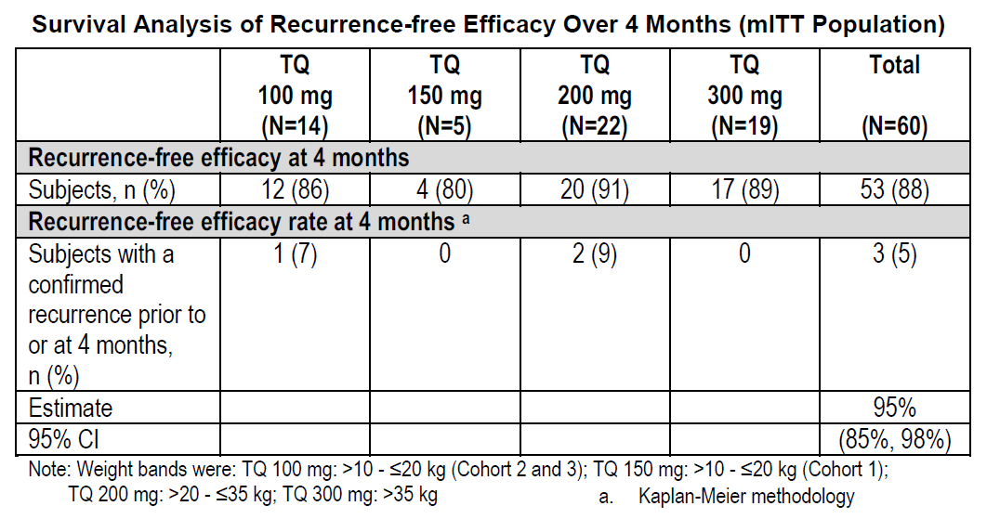 Survival Analysis of Recurrence-free Efficacy Over 4 Months (mITT Population)
TQ 100 mg (N=14) TQ 150 mg (N=5) TQ 200 mg (N=22) TQ 300 mg (N=19) Total (N=60)
Recurrence-free efficacy at 4 months
Subjects, n (%) 12 (86) 4 (80) 20 (91) 17 (89) 53 (88)
Recurrence-free efficacy rate at 4 months a
Subjects with a 1 (7) 0 2 (9) 0 3 (5)
confirmed
recurrence prior to
or at 4 months,
n (%)
Estimate 95%
95% CI (85%, 98%)
Note: Weight bands were: TQ 100 mg: >10 - ≤20 kg (Cohort 2 and 3); TQ 150 mg: >10 - ≤20 kg (Cohort 1);
TQ 200 mg: >20 - ≤35 kg; TQ 300 mg: >35 kg a. Kaplan-Meier methodology